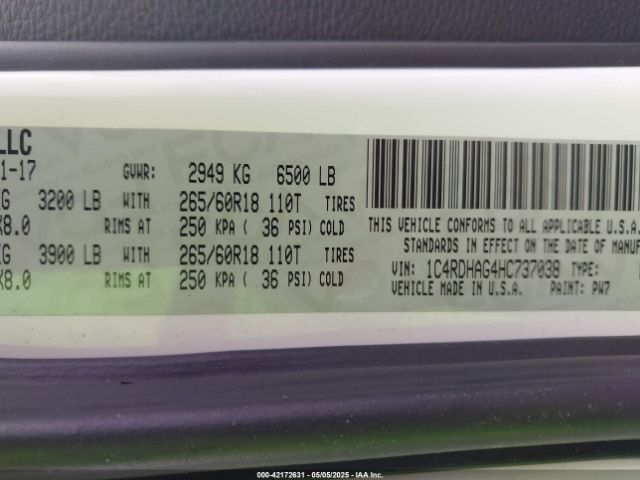 LLC
1-17 GVWR: 2949 KG 6500 LB
KG 3200 LB WITH 265/60R18 110T TIRES
X8.0 RIMS AT 250 KPA ( 36 PSI) COLD
KG 3900 LB WITH 265/60R18 110T TIRES
X8.0 RIMS AT 250 KPA ( 36 PSI) COLD
THIS VEHICLE CONFORMS TO ALL APPLICABLE U.S.A.
STANDARDS IN EFFECT ON THE DATE OF MANUF
VIN: 1C4RDHAG4HC737038 TYPE:
VEHICLE MADE IN U.S.A. PAINT: PW7
000-42172631 - 05/05/2025 - IAA Inc.